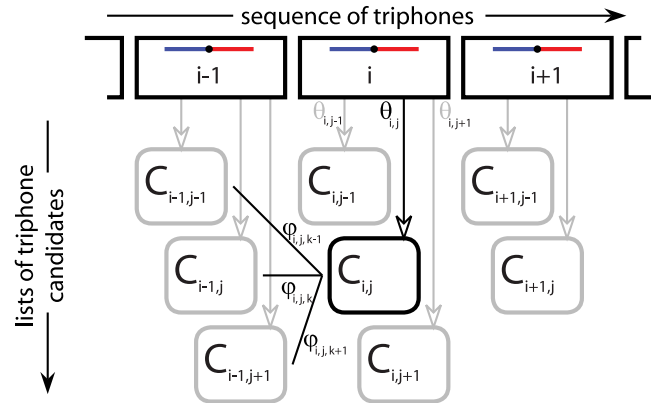 sequence of triphones
i-1
i
i+1
θi,j-1
θi,j
θi,j+1
lists of triphone
candidates
Ci-1,j-1
Ci,j-1
Ci+1,j-1
φi,j,k-1
Ci-1,j
Ci,j
Ci+1,j
φi,j,k
φi,j,k+1
Ci-1,j+1
Ci,j+1